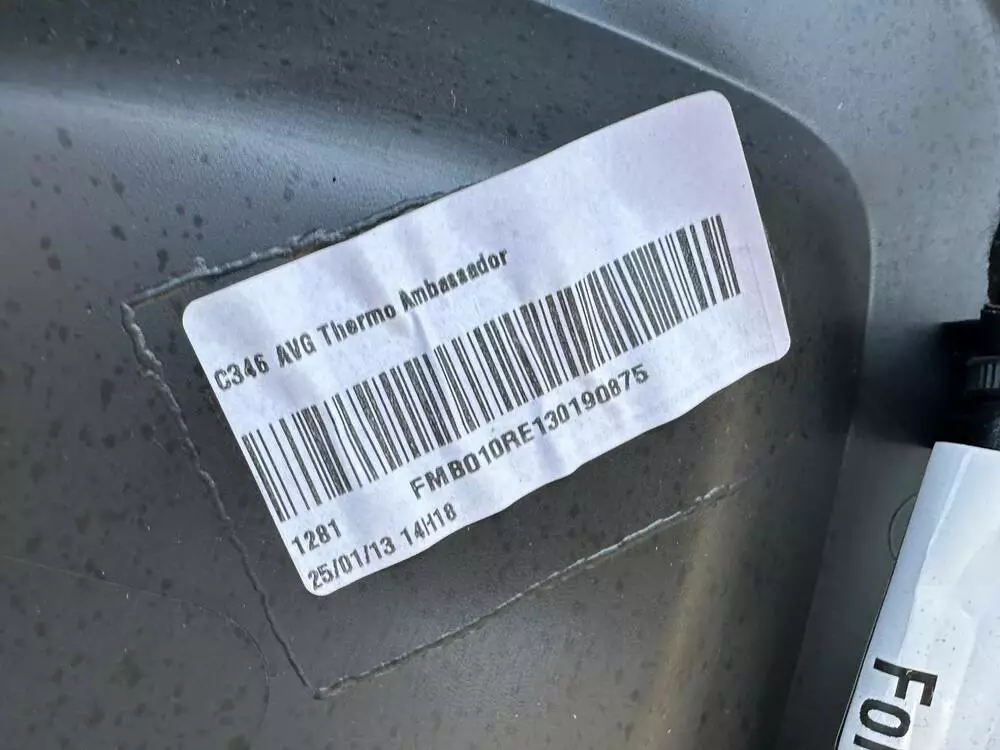 C346 AVG Thermo Ambassador
FMB010RE130190875
1281
25/01/13 14H18
FO